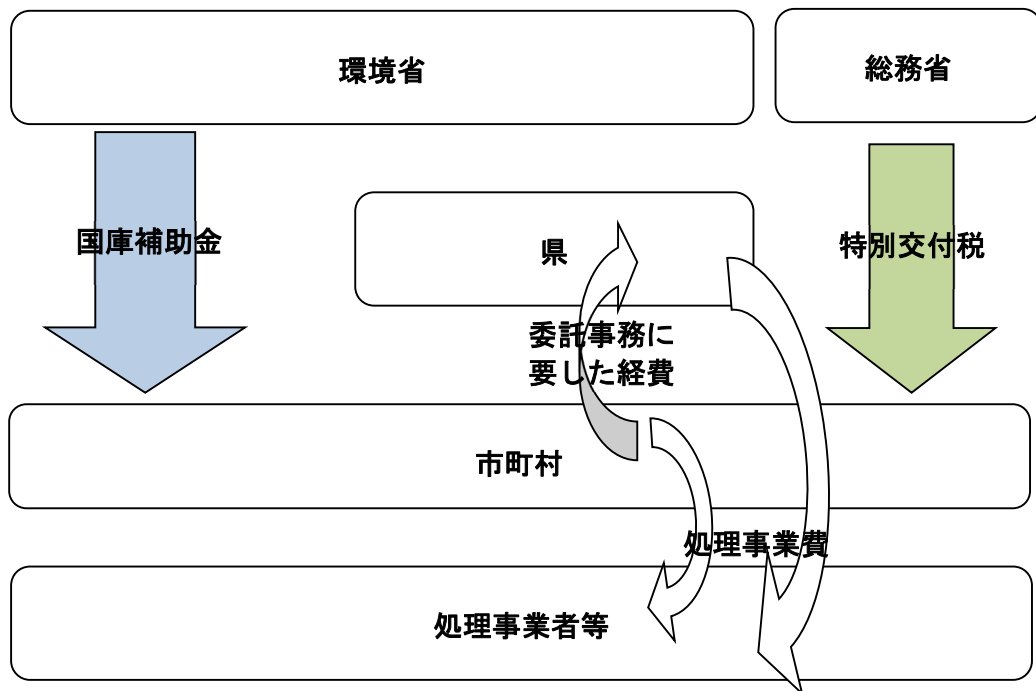 環境省
総務省
国庫補助金
県
特別交付税
委託事務に
要した経費
市町村
処理事業費
処理事業者等